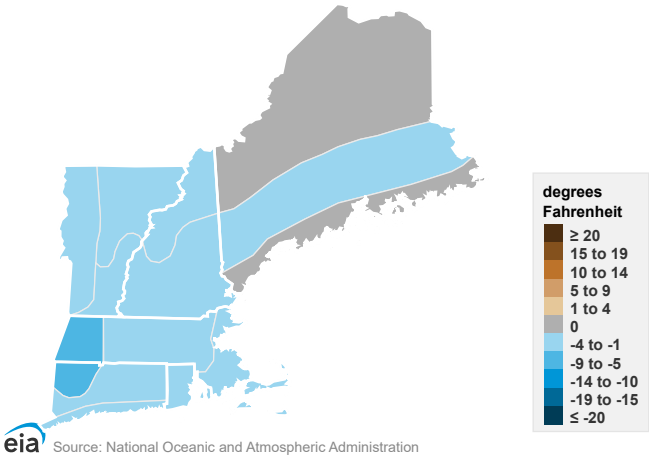 degrees
Fahrenheit
≥ 20
15 to 19
10 to 14
5 to 9
1 to 4
0
-4 to -1
-9 to -5
-14 to -10
-19 to -15
≤ -20
eia
Source: National Oceanic and Atmospheric Administration